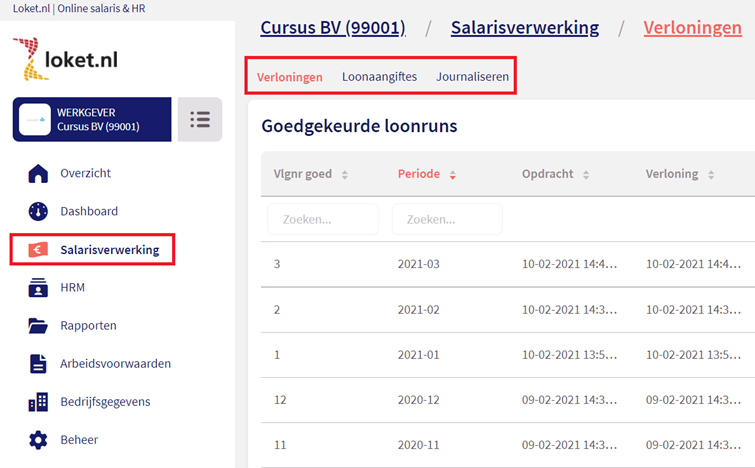 Loket.nl | Online salaris & HR
loket.nl
WERKGEVER
Cursus BV (99001)
Overzicht
Dashboard
Salarisverwerking
HRM
Rapporten
Arbeidsvoorwaarden
Bedrijfsgegevens
Beheer
Cursus BV (99001) / Salarisverwerking / Verloningen
Verloningen Loonaangiftes Journaliseren
Goedgekeurde loonruns
Vlgnr goed Periode Opdracht Verloning
Zoeken... Zoeken...
3 2021-03 10-02-2021 14:4... 10-02-2021 14:4...
2 2021-02 10-02-2021 14:3... 10-02-2021 14:3...
1 2021-01 10-02-2021 13:5... 10-02-2021 13:5...
12 2020-12 09-02-2021 14:3... 09-02-2021 14:3...
11 2020-11 09-02-2021 14:3... 09-02-2021 14:3...